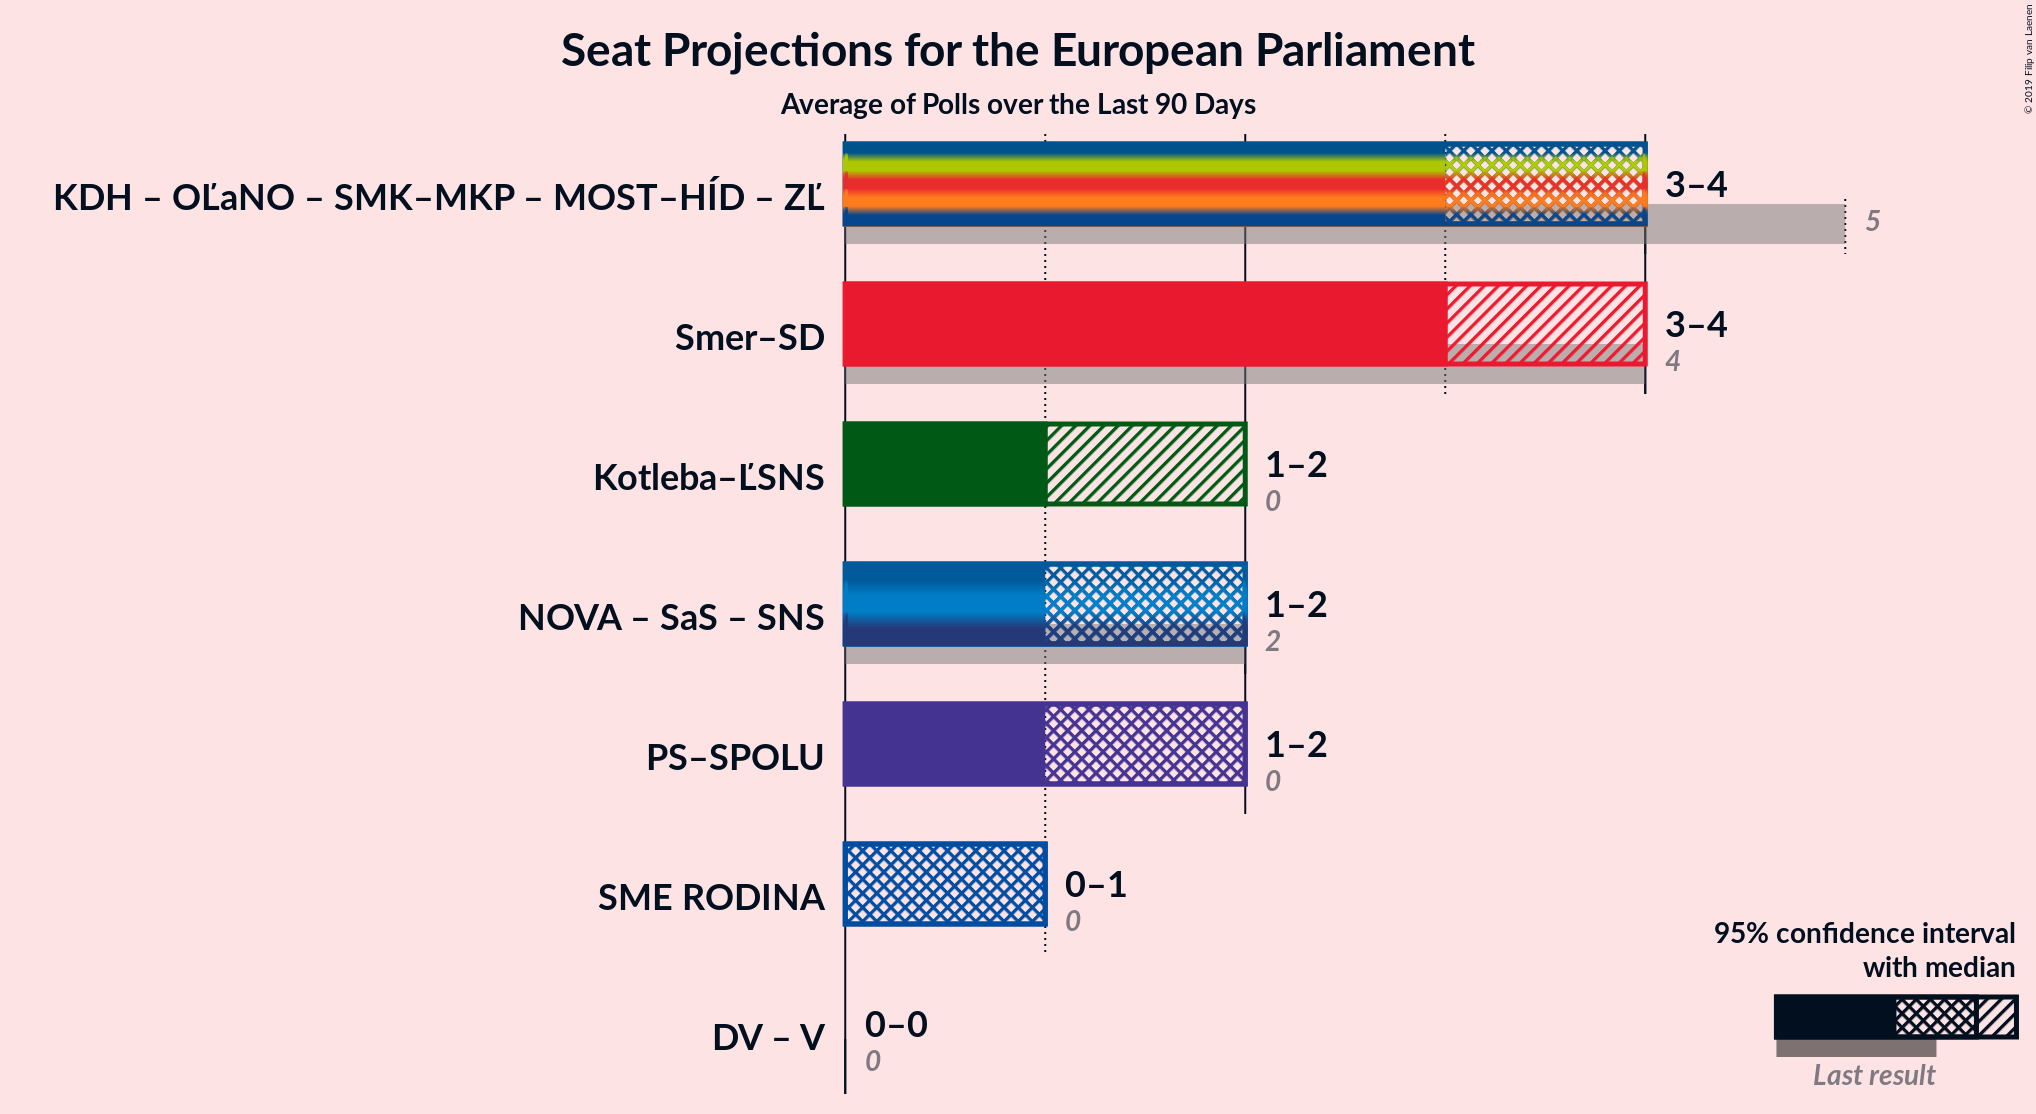 Seat Projections for the European Parliament
Average of Polls over the Last 90 Days
© 2019 Filip van Laenen
KDH – OĽaNO – SMK–MKP – MOST–HÍD – ZĽ
3–4
5
Smer–SD
3–4
4
Kotleba–ĽSNS
1–2
0
NOVA – SaS – SNS
1–2
2
PS–SPOLU
1–2
0
SME RODINA
0–1
0
DV – V
0–0
0
95% confidence interval
with median
Last result